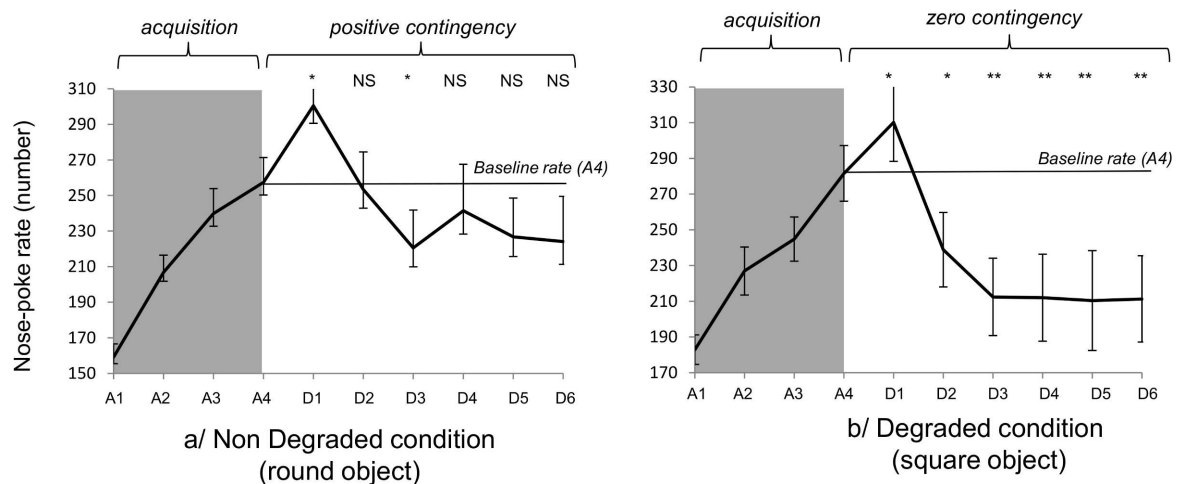 acquisition
positive contingency
* NS * NS NS NS
310
290
270
250
230
210
190
170
150
Nose-poke rate (number)
Baseline rate (A4)
A1 A2 A3 A4 D1 D2 D3 D4 D5 D6
a/ Non Degraded condition
(round object)
acquisition
zero contingency
* * ** ** ** **
330
310
290
270
250
230
210
190
170
Baseline rate (A4)
A1 A2 A3 A4 D1 D2 D3 D4 D5 D6
b/ Degraded condition
(square object)